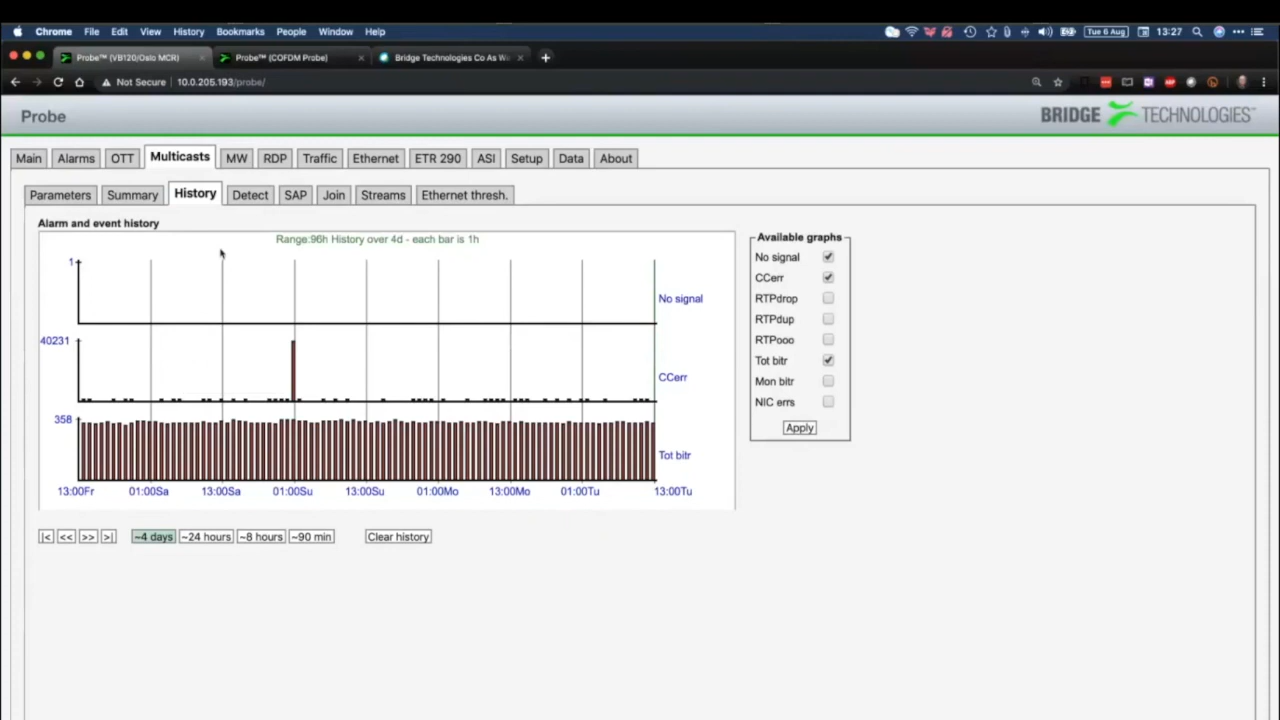 Chrome File Edit View History Bookmarks People Window Help
Tue 6 Aug 13:27
Probe™ (VB120/Oslo MCR)
Probe™ (COFDM Probe)
Bridge Technologies Co As
Not Secure 10.0.205.193/probe/
Probe
BRIDGE TECHNOLOGIES™
Main Alarms OTT Multicasts MW RDP Traffic Ethernet ETR 290 ASI Setup Data About
Parameters Summary History Detect SAP Join Streams Ethernet thresh.
Alarm and event history
Range:96h History over 4d - each bar is 1h
1
No signal
40231
CCerr
358
Tot bitr
13:00Fr 01:00Sa 13:00Sa 01:00Su 13:00Su 01:00Mo 13:00Mo 01:00Tu 13:00Tu
Available graphs
No signal
CCerr
RTPdrop
RTPdup
RTPooo
Tot bitr
Mon bitr
NIC errs
Apply
|< << >> >| ~4 days ~24 hours ~8 hours ~90 min Clear history